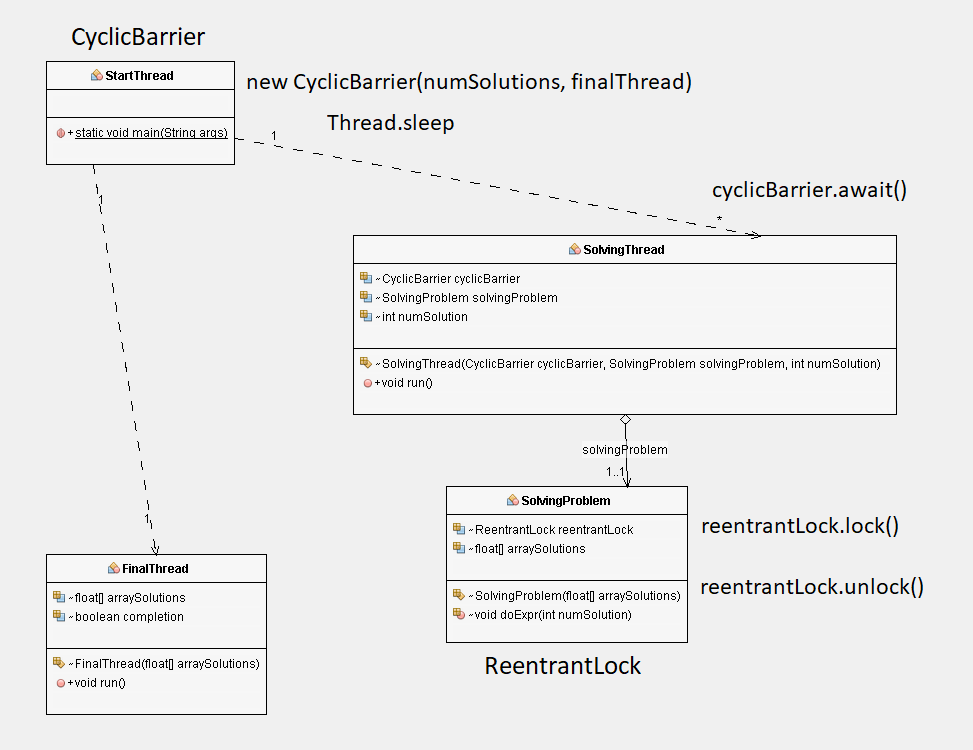 CyclicBarrier
StartThread
+static void main(String args)
new CyclicBarrier(numSolutions, finalThread)
Thread.sleep
1
1
cyclicBarrier.await()
*
SolvingThread
~CyclicBarrier cyclicBarrier
~SolvingProblem solvingProblem
~int numSolution
~SolvingThread(CyclicBarrier cyclicBarrier, SolvingProblem solvingProblem, int numSolution)
+void run()
solvingProblem
1..1
SolvingProblem
~ReentrantLock reentrantLock
~float[] arraySolutions
~SolvingProblem(float[] arraySolutions)
~void doExpr(int numSolution)
reentrantLock.lock()
reentrantLock.unlock()
ReentrantLock
1
FinalThread
~float[] arraySolutions
~boolean completion
~FinalThread(float[] arraySolutions)
+void run()